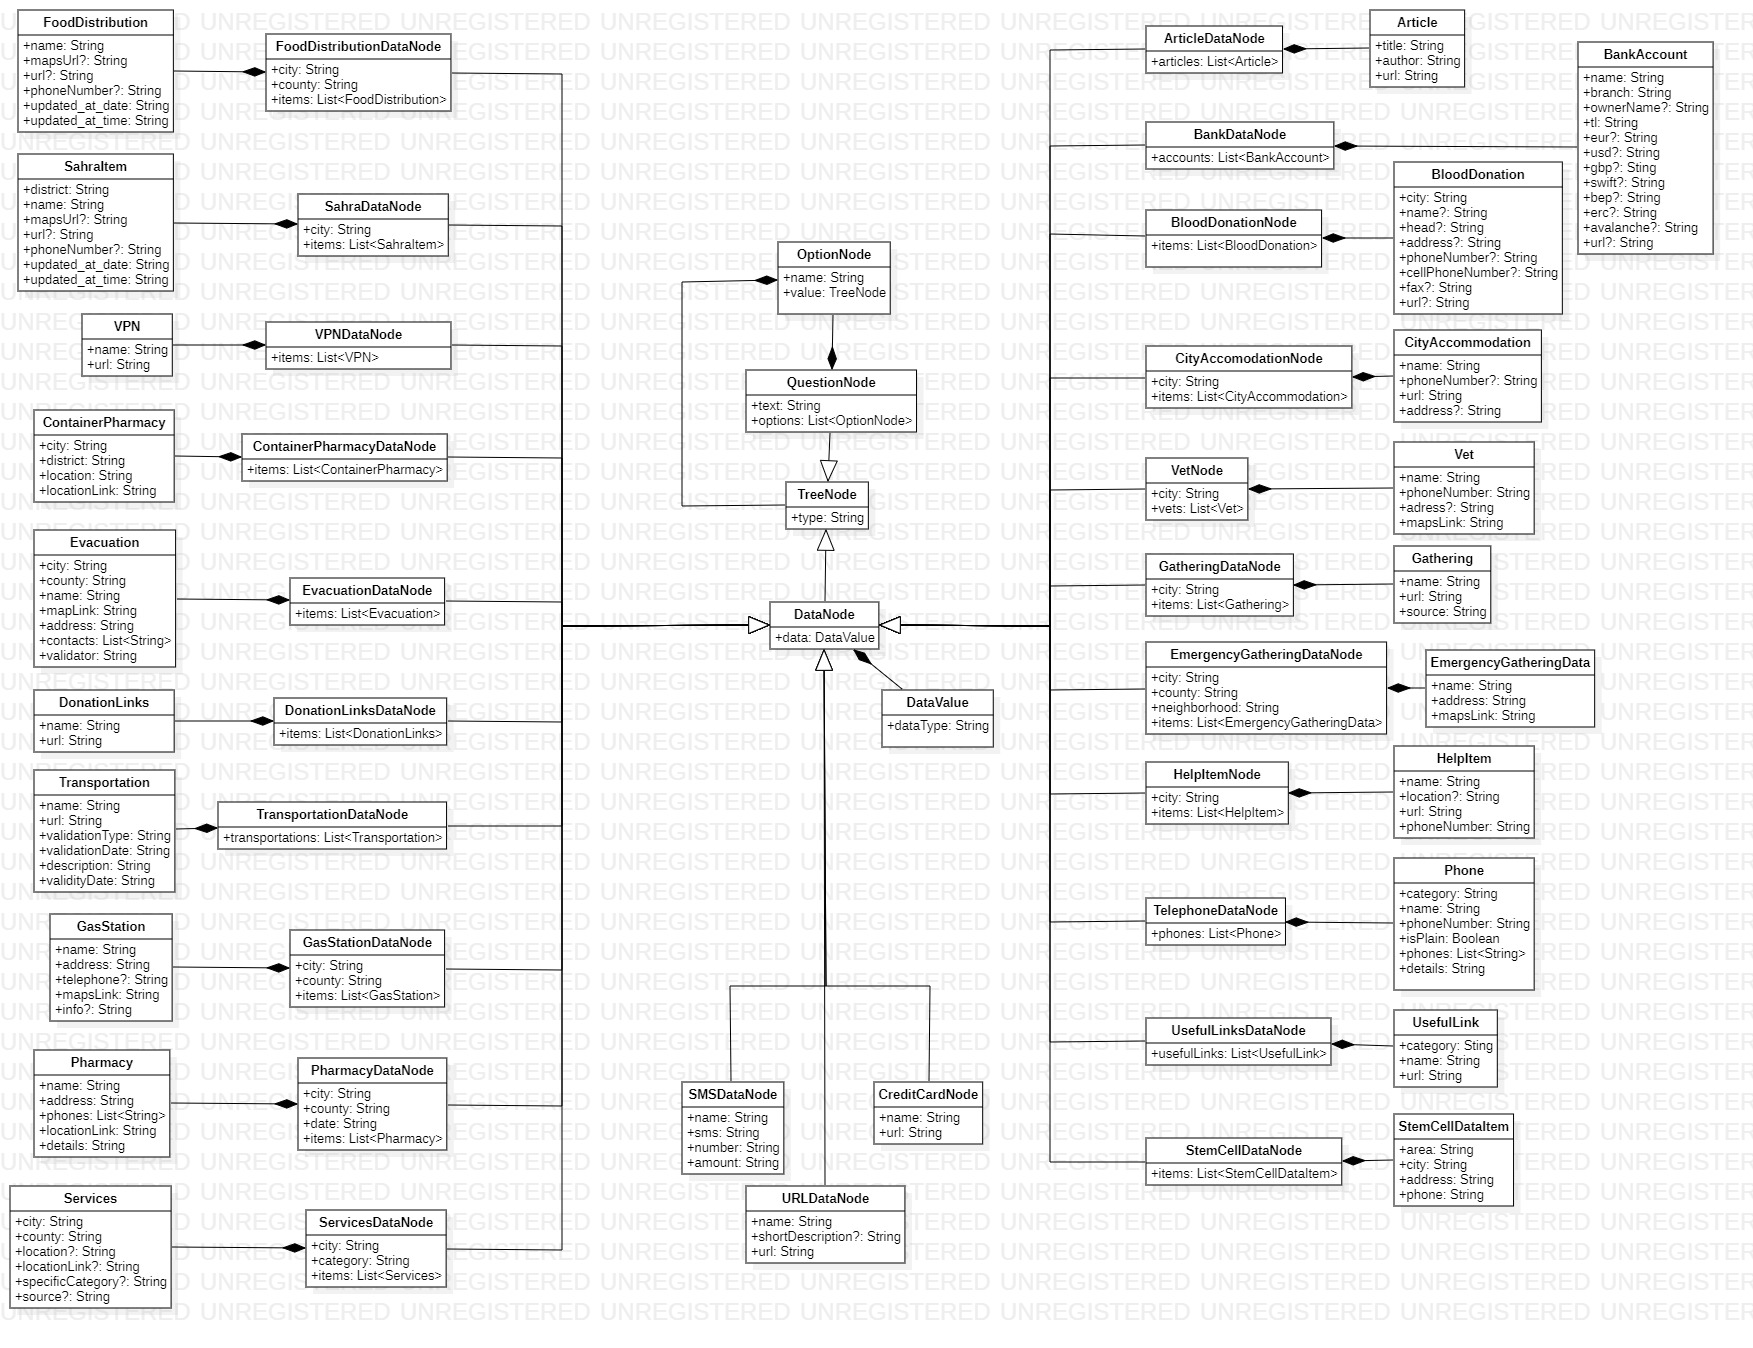 FoodDistribution
+name: String
+mapsUrl?: String
+url?: String
+phoneNumber?: String
+updated_at_date: String
+updated_at_time: String
FoodDistributionDataNode
+city: String
+county: String
+items: List<FoodDistribution>
SahraItem
+district: String
+name: String
+mapsUrl?: String
+url?: String
+phoneNumber?: String
+updated_at_date: String
+updated_at_time: String
SahraDataNode
+city: String
+items: List<SahraItem>
VPN
+name: String
+url: String
VPNDataNode
+items: List<VPN>
ContainerPharmacy
+city: String
+district: String
+location: String
+locationLink: String
ContainerPharmacyDataNode
+items: List<ContainerPharmacy>
Evacuation
+city: String
+county: String
+name: String
+mapLink: String
+address: String
+contacts: List<String>
+validator: String
EvacuationDataNode
+items: List<Evacuation>
DonationLinks
+name: String
+url: String
DonationLinksDataNode
+items: List<DonationLinks>
Transportation
+name: String
+url: String
+validationType: String
+validationDate: String
+description: String
+validityDate: String
TransportationDataNode
+transportations: List<Transportation>
GasStation
+name: String
+address: String
+telephone?: String
+mapsLink: String
+info?: String
GasStationDataNode
+city: String
+county: String
+items: List<GasStation>
Pharmacy
+name: String
+address: String
+phones: List<String>
+locationLink: String
+details: String
PharmacyDataNode
+city: String
+county: String
+date: String
+items: List<Pharmacy>
Services
+city: String
+county: String
+location?: String
+locationLink?: String
+specificCategory?: String
+source?: String
ServicesDataNode
+city: String
+category: String
+items: List<Services>
OptionNode
+name: String
+value: TreeNode
QuestionNode
+text: String
+options: List<OptionNode>
TreeNode
+type: String
DataNode
+data: DataValue
DataValue
+dataType: String
SMSDataNode
+name: String
+sms: String
+number: String
+amount: String
CreditCardNode
+name: String
+url: String
URLDataNode
+name: String
+shortDescription?: String
+url: String
ArticleDataNode
+articles: List<Article>
Article
+title: String
+author: String
+url: String
BankDataNode
+accounts: List<BankAccount>
BankAccount
+name: String
+branch: String
+ownerName?: String
+tl: String
+eur?: String
+usd?: String
+gbp?: Sting
+swift?: String
+bep?: String
+erc?: String
+avalanche?: String
+url?: String
BloodDonationNode
+items: List<BloodDonation>
BloodDonation
+city: String
+name?: String
+head?: String
+address?: String
+phoneNumber?: String
+cellPhoneNumber?: String
+fax?: String
+url?: String
CityAccomodationNode
+city: String
+items: List<CityAccommodation>
CityAccommodation
+name: String
+phoneNumber?: String
+url: String
+address?: String
VetNode
+city: String
+vets: List<Vet>
Vet
+name: String
+phoneNumber: String
+adress?: String
+mapsLink: String
GatheringDataNode
+city: String
+items: List<Gathering>
Gathering
+name: String
+url: String
+source: String
EmergencyGatheringDataNode
+city: String
+county: String
+neighborhood: String
+items: List<EmergencyGatheringData>
EmergencyGatheringData
+name: String
+address: String
+mapsLink: String
HelpItemNode
+city: String
+items: List<HelpItem>
HelpItem
+name: String
+location?: String
+url: String
+phoneNumber: String
TelephoneDataNode
+phones: List<Phone>
Phone
+category: String
+name: String
+phoneNumber: String
+isPlain: Boolean
+phones: List<String>
+details: String
UsefulLinksDataNode
+usefulLinks: List<UsefulLink>
UsefulLink
+category: Sting
+name: String
+url: String
StemCellDataNode
+items: List<StemCellDataItem>
StemCellDataItem
+area: String
+city: String
+address: String
+phone: String